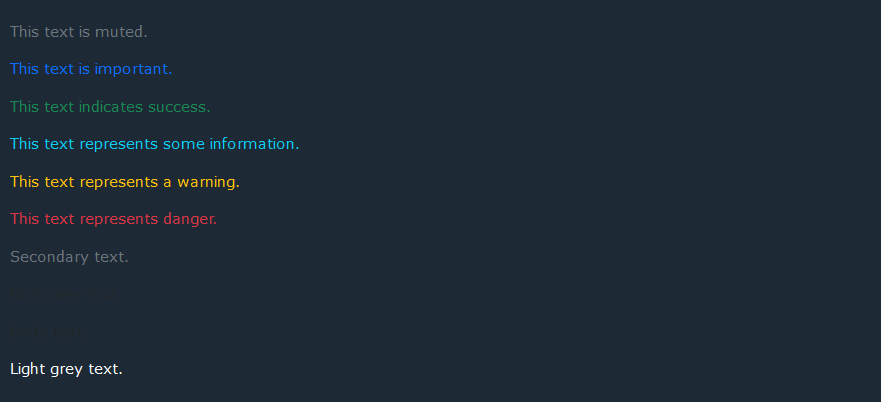 This text is muted.
This text is important.
This text indicates success.
This text represents some information.
This text represents a warning.
This text represents danger.
Secondary text.
Dark grey text.
Body text.
Light grey text.